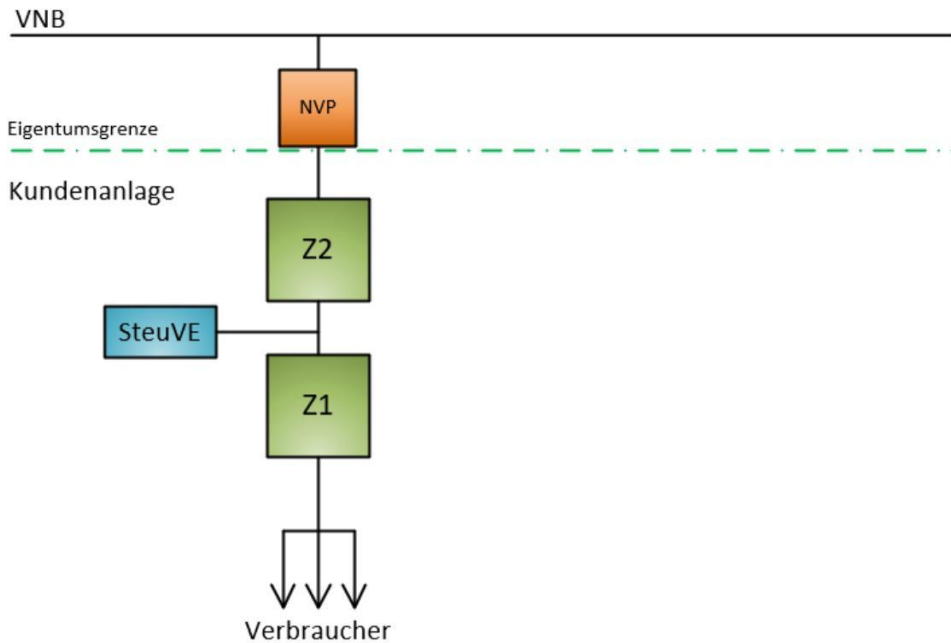 VNB
NVP
Eigentumsgrenze
Kundenanlage
Z2
SteuVE
Z1
Verbraucher